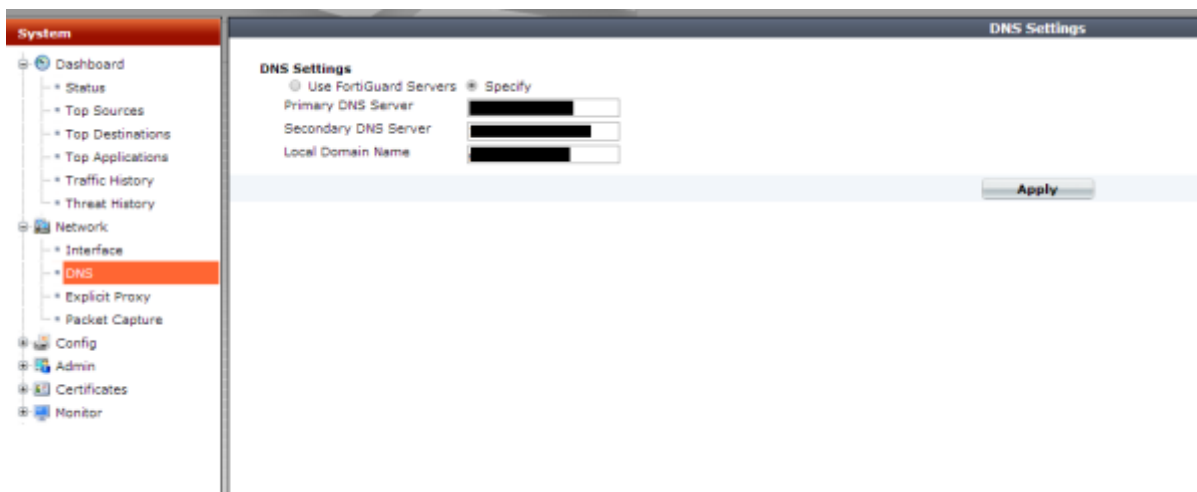 System
Dashboard
Status
Top Sources
Top Destinations
Top Applications
Traffic History
Threat History
Network
Interface
DNS
Explicit Proxy
Packet Capture
Config
Admin
Certificates
Monitor
DNS Settings
DNS Settings
Use FortiGuard Servers Specify
Primary DNS Server
Secondary DNS Server
Local Domain Name
Apply